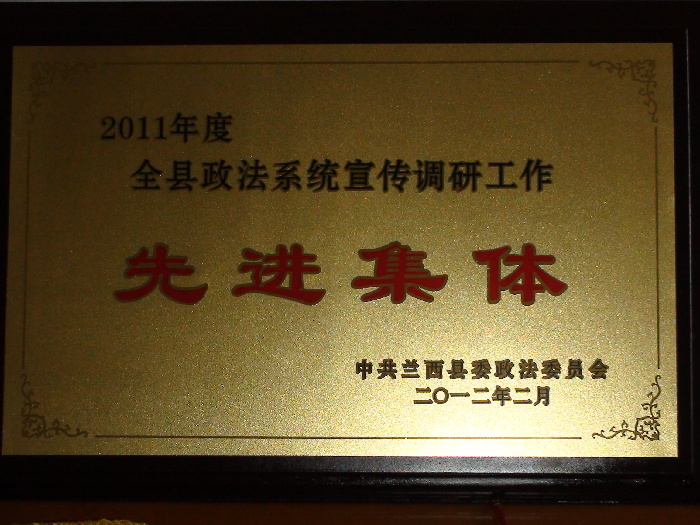 2011年度
全县政法系统宣传调研工作
先进集体
中共兰西县委政法委员会
二〇一二年二月